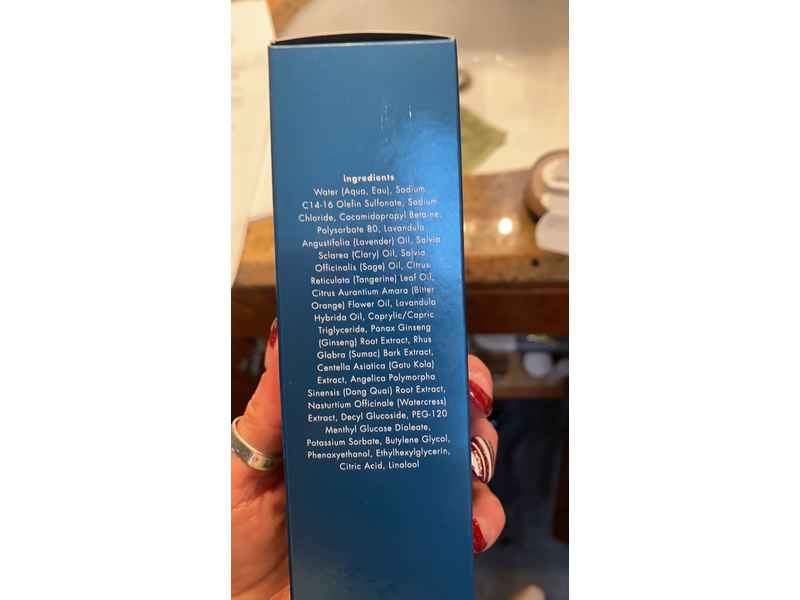 ingredients
Water (Aqua, Eau), Sodium
C14-16 Olefin Sulfonate, Sodium
Chloride, Cocamidopropyl Betaine,
Polysorbate 80, Lavandula
Angustifolia (Lavender) Oil, Salvia
Sclarea (Clary) Oil, Salvia
Officinalis (Sage) Oil, Citrus
Reticulata (Tangerine) Leaf Oil,
Citrus Aurantium Amara (Bitter
Orange) Flower Oil, Lavandula
Hybrida Oil, Caprylic/Capric
Triglyceride, Panax Ginseng
(Ginseng) Root Extract, Rhus
Glabra (Sumac) Bark Extract,
Centella Asiatica (Gotu Kola)
Extract, Angelica Polymorpha
Sinensis (Dong Quai) Root Extract,
Nasturtium Officinale (Watercress)
Extract, Decyl Glucoside, PEG-120
Menthyl Glucose Dioleate,
Potassium Sorbate, Butylene Glycol,
Phenoxyethanol, Ethylhexylglycerin,
Citric Acid, Linalool